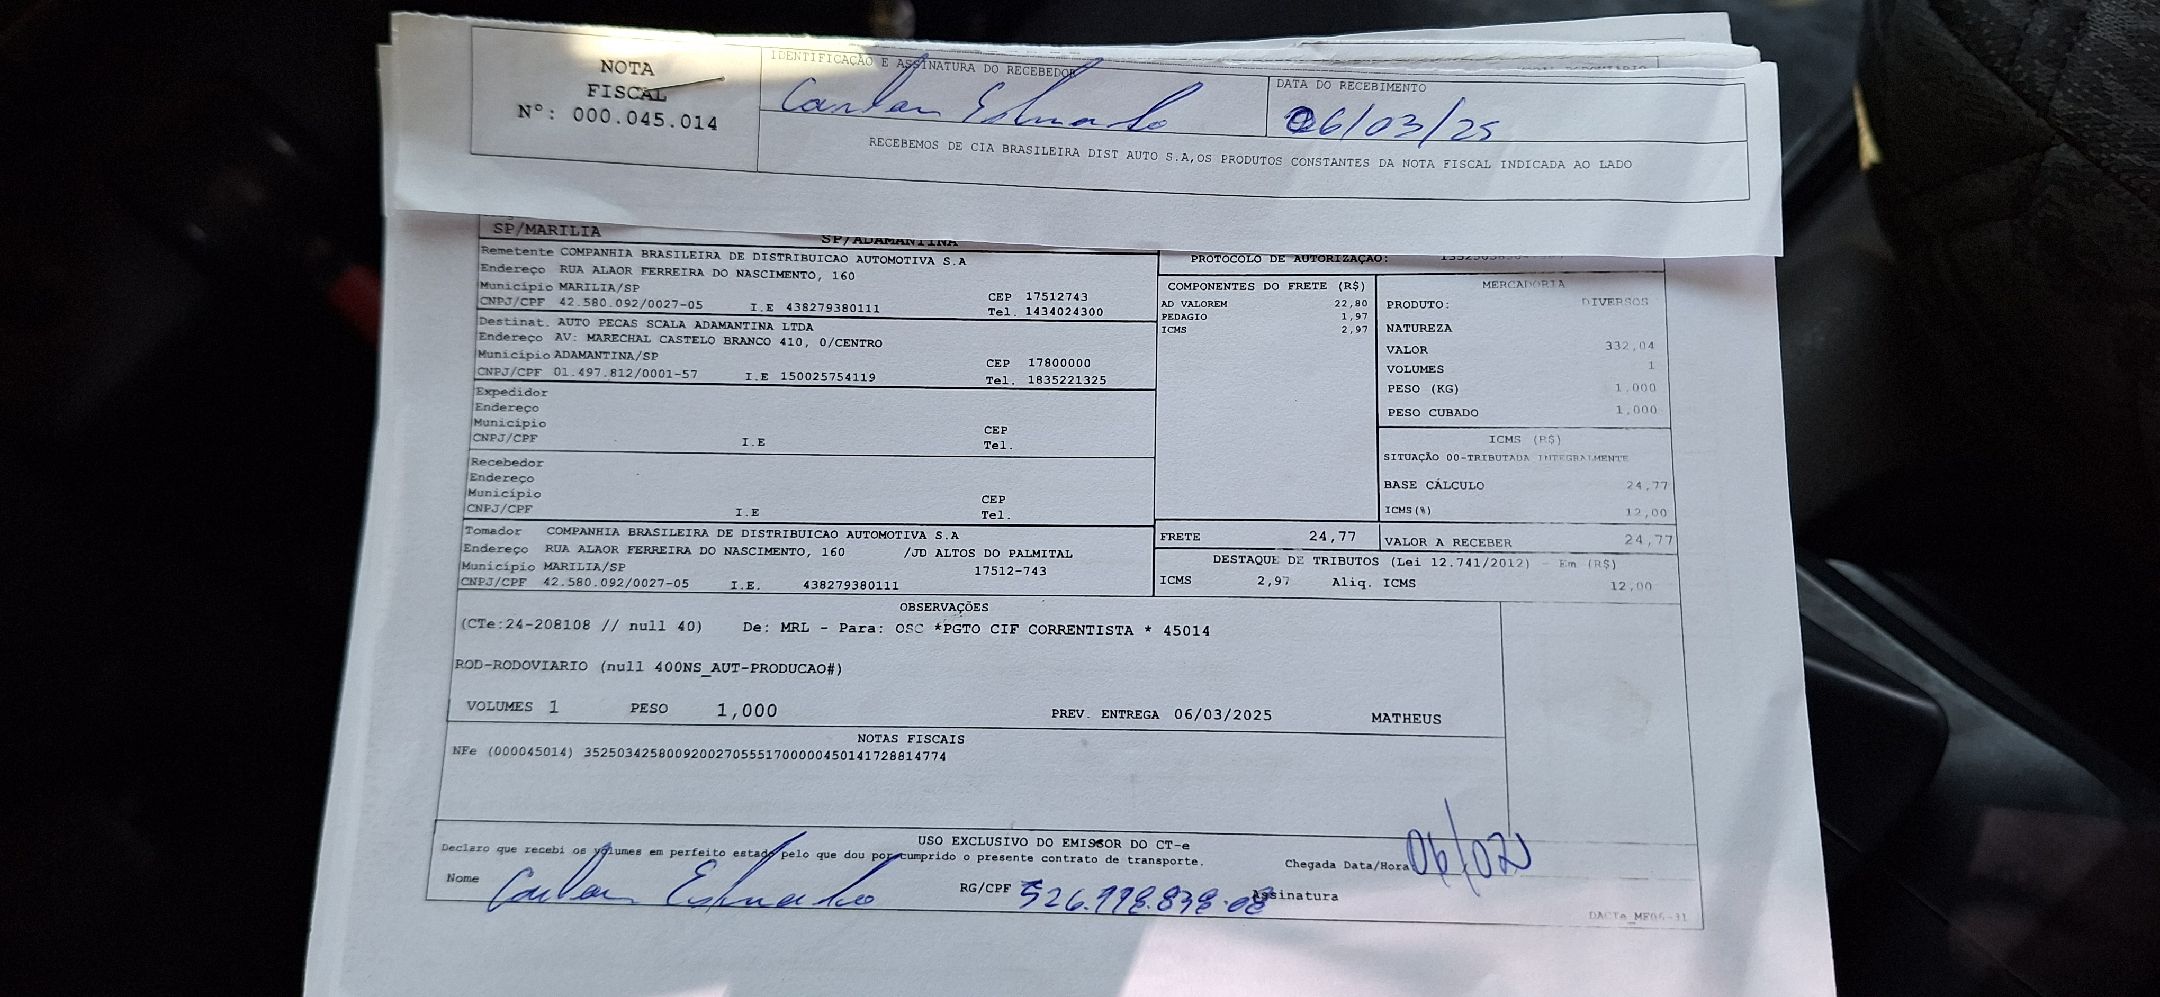 NOTA
FISCAL
Nº: 000.045.014
IDENTIFICAÇÃO E ASSINATURA DO RECEBEDOR
DATA DO RECEBIMENTO
06/03/25
RECEBEMOS DE CIA BRASILEIRA DIST AUTO S.A,OS PRODUTOS CONSTANTES DA NOTA FISCAL INDICADA AO LADO
SP/MARILIA SP/ADAMANTINA
Remetente COMPANHIA BRASILEIRA DE DISTRIBUICAO AUTOMOTIVA S.A
Endereço RUA ALAOR FERREIRA DO NASCIMENTO, 160
Município MARILIA/SP CEP 17512743
CNPJ/CPF 42.580.092/0027-05 I.E 438279380111 Tel. 1434024300
Destinat. AUTO PECAS SCALA ADAMANTINA LTDA
Endereço AV: MARECHAL CASTELO BRANCO 410, 0/CENTRO
Município ADAMANTINA/SP CEP 17800000
CNPJ/CPF 01.497.812/0001-57 I.E 150025754119 Tel. 1835221325
Expedidor
Endereço
Município CEP
CNPJ/CPF I.E Tel.
Recebedor
Endereço
Município CEP
CNPJ/CPF I.E Tel.
Tomador COMPANHIA BRASILEIRA DE DISTRIBUICAO AUTOMOTIVA S.A
Endereço RUA ALAOR FERREIRA DO NASCIMENTO, 160 /JD ALTOS DO PALMITAL
Município MARILIA/SP 17512-743
CNPJ/CPF 42.580.092/0027-05 I.E. 438279380111
PROTOCOLO DE AUTORIZAÇÃO:
COMPONENTES DO FRETE (R$)
AD VALOREM 22,80
PEDAGIO 1,97
ICMS 2,97
MERCADORIA
PRODUTO: DIVERSOS
NATUREZA
VALOR 332,04
VOLUMES 1
PESO (KG) 1,000
PESO CUBADO 1,000
ICMS (R$)
SITUAÇÃO 00-TRIBUTADA INTEGRALMENTE
BASE CÁLCULO 24,77
ICMS(%) 12,00
FRETE 24,77 VALOR A RECEBER 24,77
DESTAQUE DE TRIBUTOS (Lei 12.741/2012) - Em (R$)
ICMS 2,97 Aliq. ICMS 12,00
OBSERVAÇÕES
(CTe:24-208108 // null 40) De: MRL - Para: OSC *PGTO CIF CORRENTISTA * 45014
ROD-RODOVIARIO (null 400NS_AUT-PRODUCAO#)
VOLUMES 1 PESO 1,000 PREV. ENTREGA 06/03/2025 MATHEUS
NOTAS FISCAIS
NFe (000045014) 35250342580092002705551700000450141728814774
USO EXCLUSIVO DO EMISSOR DO CT-e
Declaro que recebi os volumes em perfeito estado pelo que dou por cumprido o presente contrato de transporte.
Chegada Data/Hora
Nome RG/CPF Assinatura
DACTe_MF06-31